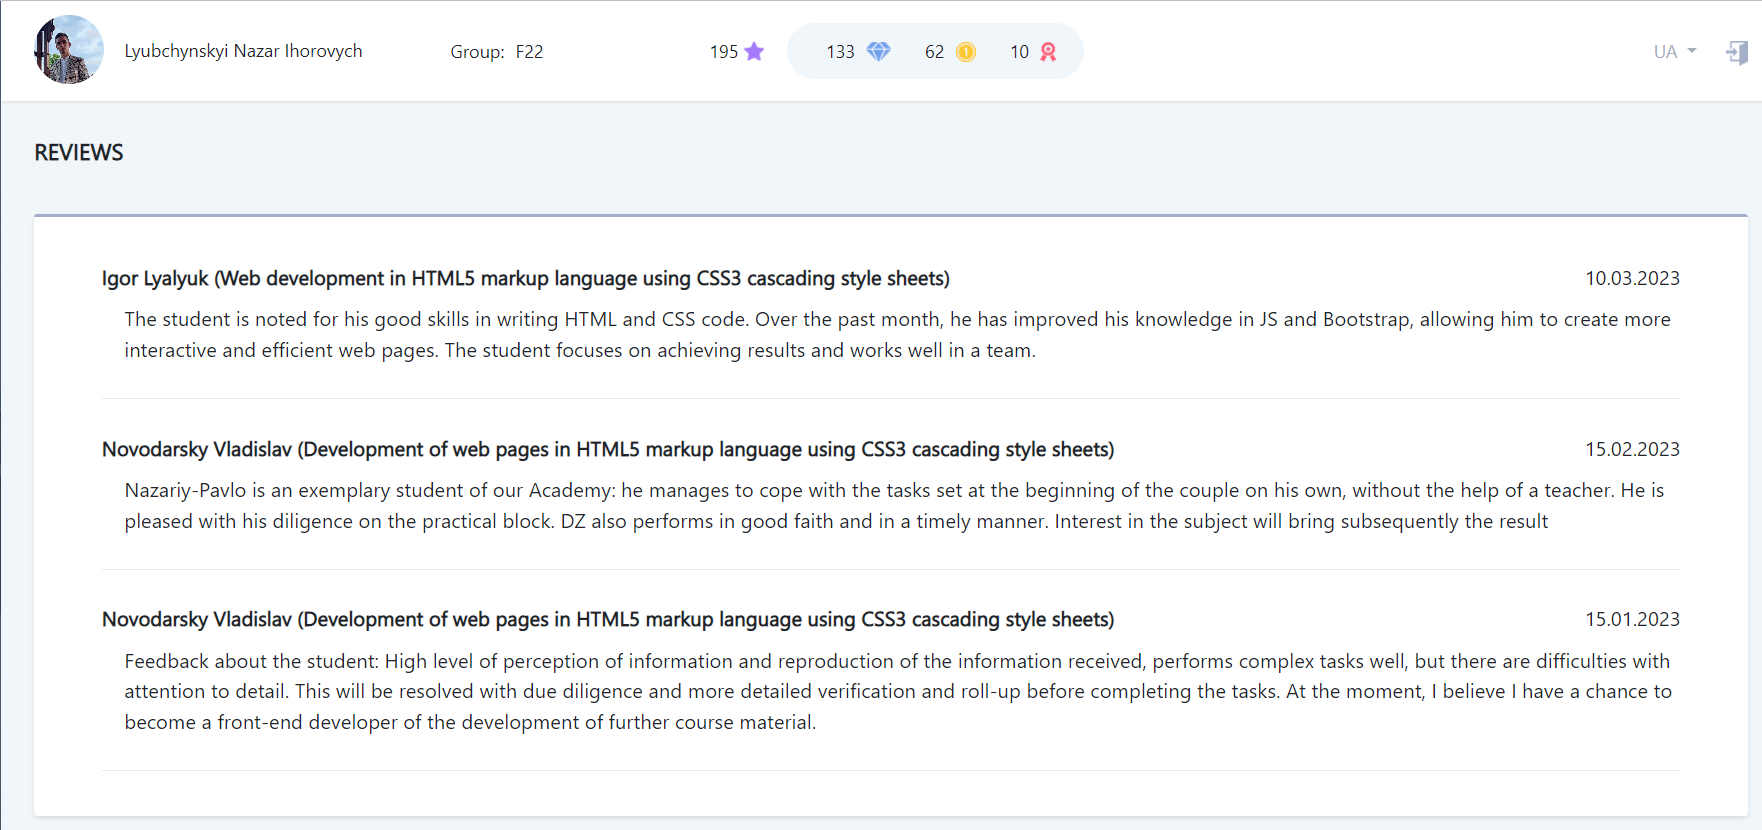 Lyubchynskyi Nazar Ihorovych Group: F22 195 133 62 10 UA
REVIEWS
Igor Lyalyuk (Web development in HTML5 markup language using CSS3 cascading style sheets) 10.03.2023
The student is noted for his good skills in writing HTML and CSS code. Over the past month, he has improved his knowledge in JS and Bootstrap, allowing him to create more
interactive and efficient web pages. The student focuses on achieving results and works well in a team.
Novodarsky Vladislav (Development of web pages in HTML5 markup language using CSS3 cascading style sheets) 15.02.2023
Nazariy-Pavlo is an exemplary student of our Academy: he manages to cope with the tasks set at the beginning of the couple on his own, without the help of a teacher. He is
pleased with his diligence on the practical block. DZ also performs in good faith and in a timely manner. Interest in the subject will bring subsequently the result
Novodarsky Vladislav (Development of web pages in HTML5 markup language using CSS3 cascading style sheets) 15.01.2023
Feedback about the student: High level of perception of information and reproduction of the information received, performs complex tasks well, but there are difficulties with
attention to detail. This will be resolved with due diligence and more detailed verification and roll-up before completing the tasks. At the moment, I believe I have a chance to
become a front-end developer of the development of further course material.